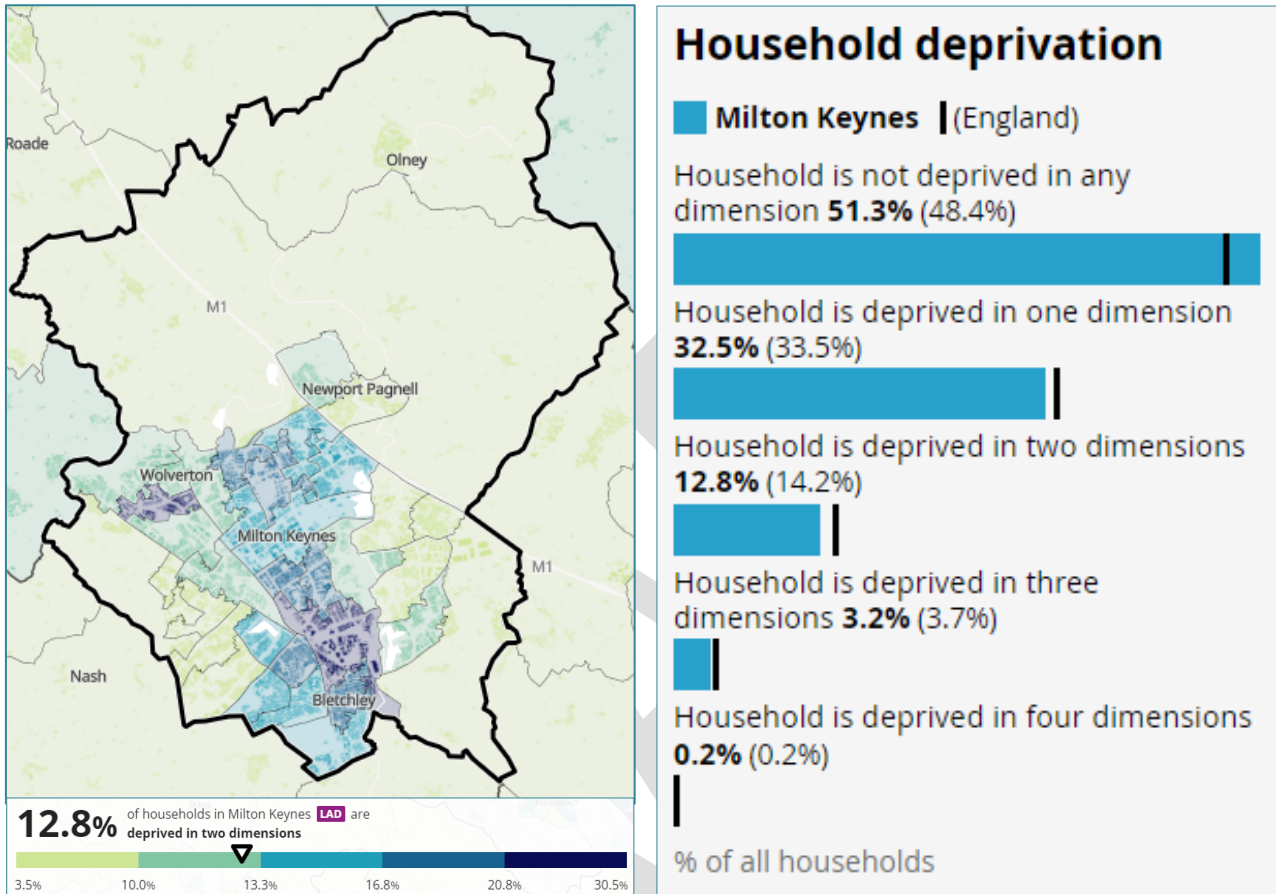 Roade
Olney
M1
Newport Pagnell
Wolverton
Milton Keynes
M1
Nash
Bletchley
12.8%
of households in Milton Keynes LAD are
deprived in two dimensions
3.5% 10.0% 13.3% 16.8% 20.8% 30.5%
Household deprivation
Milton Keynes (England)
Household is not deprived in any
dimension 51.3% (48.4%)
Household is deprived in one dimension
32.5% (33.5%)
Household is deprived in two dimensions
12.8% (14.2%)
Household is deprived in three
dimensions 3.2% (3.7%)
Household is deprived in four dimensions
0.2% (0.2%)
% of all households